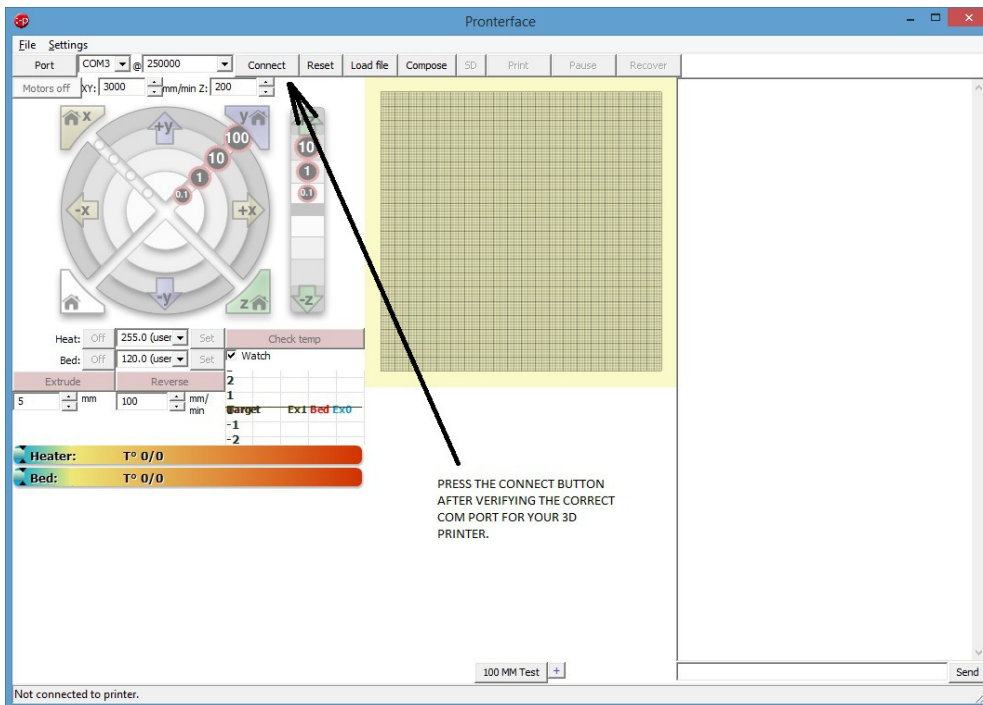 Pronterface
File Settings
Port COM3 @ 250000 Connect Reset Load file Compose SD Print Pause Recover
Motors off XY: 3000 mm/min Z: 200
x +y y
100
10
1
0.1
10
1
0.1
-x +x
-y z -z
Heat: Off 255.0 (user Set Check temp
Bed: Off 120.0 (user Set Watch
Extrude Reverse
5 mm 100 mm/
min
2
1
Target Ex1 Bed Ex0
-1
-2
Heater: T° 0/0
Bed: T° 0/0
PRESS THE CONNECT BUTTON
AFTER VERIFYING THE CORRECT
COM PORT FOR YOUR 3D
PRINTER.
100 MM Test +
Send
Not connected to printer.